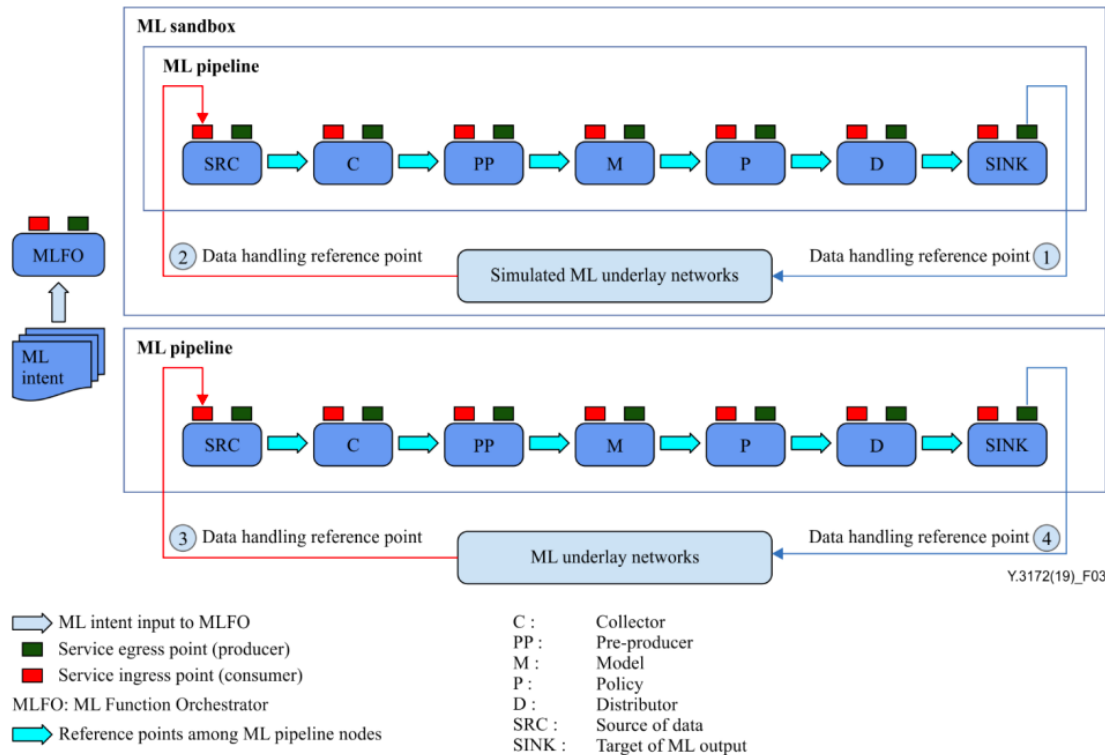 ML sandbox
ML pipeline
SRC
C
PP
M
P
D
SINK
2 Data handling reference point
Data handling reference point 1
Simulated ML underlay networks
MLFO
ML
intent
ML pipeline
SRC
C
PP
M
P
D
SINK
3 Data handling reference point
Data handling reference point 4
ML underlay networks
Y.3172(19)_F03
ML intent input to MLFO
Service egress point (producer)
Service ingress point (consumer)
MLFO: ML Function Orchestrator
Reference points among ML pipeline nodes
C : Collector
PP : Pre-producer
M : Model
P : Policy
D : Distributor
SRC : Source of data
SINK : Target of ML output